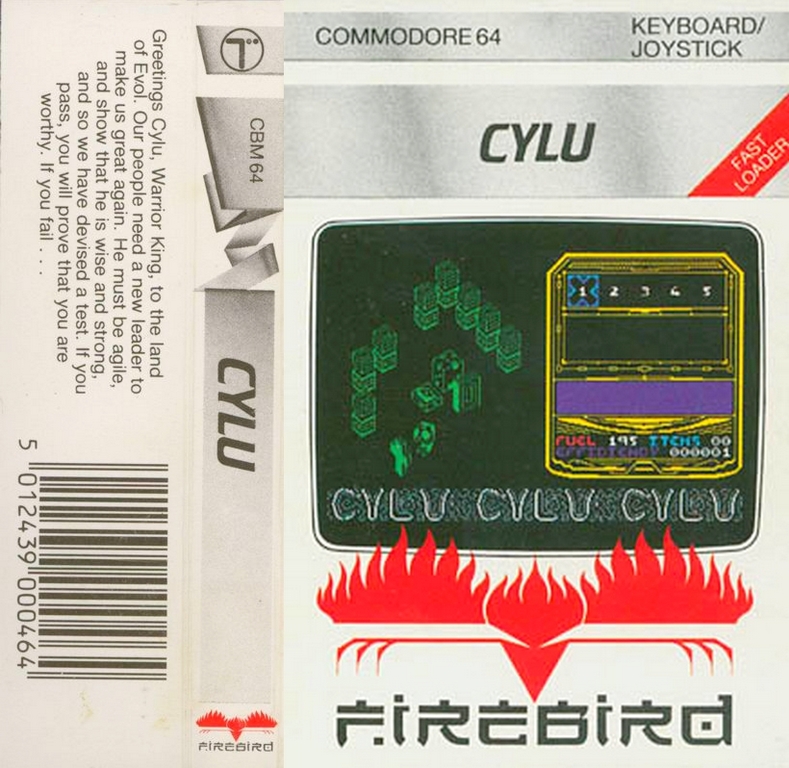 Greetings Cylu, Warrior King, to the land
of Evol. Our people need a new leader to
make us great again. He must be agile,
and show that he is wise and strong,
and so we have devised a test. If you
pass, you will prove that you are
worthy. If you fail . . .
5 012439 000464
CBM 64
CYLU
FIREBIRD
COMMODORE 64
KEYBOARD/
JOYSTICK
CYLU
FAST
LOADER
1 2 3 4 5
FUEL 195 ITEMS 00
EFFIDIENDY 000001
CYLU CYLU CYLU
FIREBIRD